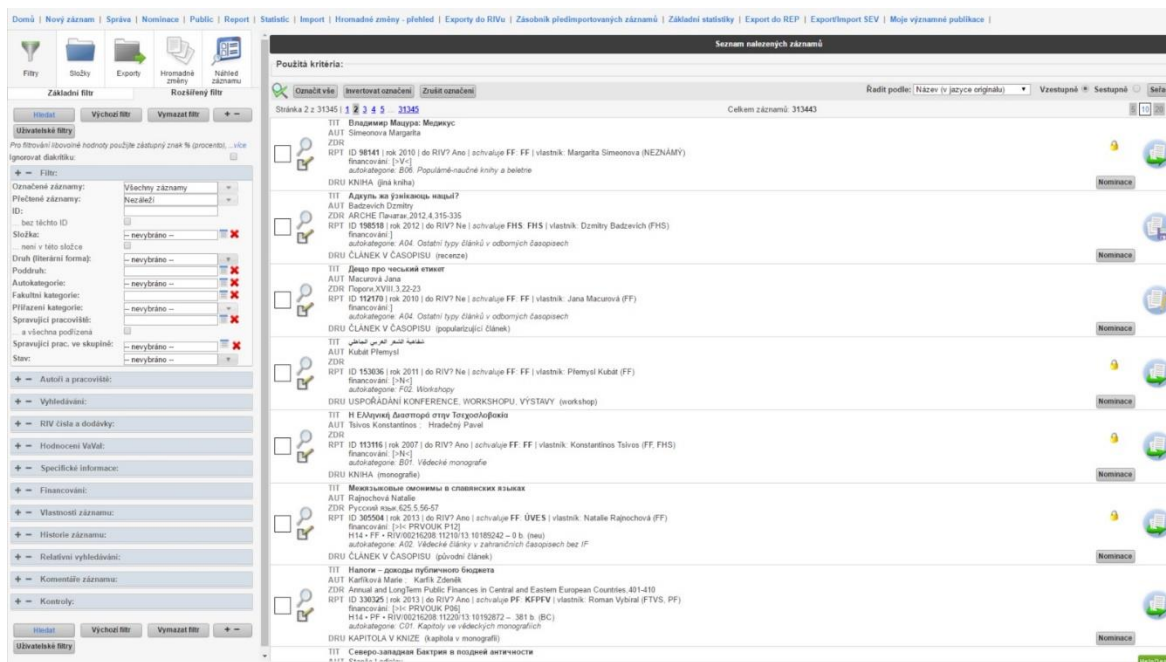 Domů | Nový záznam | Správa | Nominace | Public | Report | Statistic | Import | Hromadné změny - přehled | Exporty do RIVu | Zásobník předimportovaných záznamů | Základní statistiky | Export do REP | Export/Import SEV | Moje významné publikace |
Filtry
Složky
Exporty
Hromadné změny
Náhled záznamu
Základní filtr
Rozšířený filtr
Hledat
Výchozí filtr
Vymazat filtr
+ −
Uživatelské filtry
Pro filtrování libovolné hodnoty použijte zástupný znak % (procento), ...více
Ignorovat diakritiku:
+ − Filtr:
Označené záznamy: Všechny záznamy
Přečtené záznamy: Nezáleží
ID:
... bez těchto ID
Složka: -- nevybráno --
... není v této složce
Druh (literární forma): -- nevybráno --
Poddruh:
Autokategorie:
Fakultní kategorie:
Přiřazení kategorie: -- nevybráno --
Spravující pracoviště:
... a všechna podřízená
Spravující prac. ve skupině: -- nevybráno --
Stav: -- nevybráno --
+ − Autoři a pracoviště:
+ − Vyhledávání:
+ − RIV čísla a dodávky:
+ − Hodnocení VaVaI:
+ − Specifické informace:
+ − Financování:
+ − Vlastnosti záznamu:
+ − Historie záznamu:
+ − Relativní vyhledávání:
+ − Komentáře záznamu:
+ − Kontroly:
Hledat
Výchozí filtr
Vymazat filtr
+ −
Uživatelské filtry
Seznam nalezených záznamů
Použitá kritéria:
Označit vše
Invertovat označení
Zrušit označení
Řadit podle: Název (v jazyce originálu)
Vzestupně
Sestupně
Seřa
Stránka 2 z 31345 | 1 2 3 4 5 ... 31345
Celkem záznamů: 313443
5 10 20
TIT Владимир Мацура: Медикус
AUT Simeonova Margarita
ZDR
RPT ID 98141 | rok 2010 | do RIV? Ano | schvaluje FF: FF | vlastník: Margarita Simeonova (NEZNÁMÝ)
financování: [>V<]
autokategorie: B06. Populárně-naučné knihy a beletrie
DRU KNIHA (jiná kniha)
Nominace
TIT Адкуль жа ўзнікаюць нацыі?
AUT Badzevich Dzmitry
ZDR ARCHE Пачатак,2012,4,315-335
RPT ID 198518 | rok 2012 | do RIV? Ne | schvaluje FHS: FHS | vlastník: Dzmitry Badzevich (FHS)
financování:]
autokategorie: A04. Ostatní typy článků v odborných časopisech
DRU ČLÁNEK V ČASOPISU (recenze)
Nominace
TIT Дещо про чеський етикет
AUT Macurová Jana
ZDR Пороги,XVIII,3,22-23
RPT ID 112170 | rok 2010 | do RIV? Ne | schvaluje FF: FF | vlastník: Jana Macurová (FF)
financování:]
autokategorie: A04. Ostatní typy článků v odborných časopisech
DRU ČLÁNEK V ČASOPISU (popularizující článek)
Nominace
TIT شفاهية الشعر العربي الجاهلي
AUT Kubát Přemysl
ZDR
RPT ID 153036 | rok 2011 | do RIV? Ne | schvaluje FF: FF | vlastník: Přemysl Kubát (FF)
financování: [>N<]
autokategorie: F02. Workshopy
DRU USPOŘÁDÁNÍ KONFERENCE, WORKSHOPU, VÝSTAVY (workshop)
Nominace
TIT Η Ελληνική Διασπορά στην Τσεχοσλοβακία
AUT Tsivos Konstantinos ; Hradečný Pavel
ZDR
RPT ID 113116 | rok 2007 | do RIV? Ano | schvaluje FF: FF | vlastník: Konstantinos Tsivos (FF, FHS)
financování: [>N<]
autokategorie: B01. Vědecké monografie
DRU KNIHA (monografie)
Nominace
TIT Межязыковые омонимы в славянских языках
AUT Rajnochová Natalie
ZDR Русский язык,625,5,56-57
RPT ID 305504 | rok 2013 | do RIV? Ano | schvaluje FF: ÚVES | vlastník: Natalie Rajnochová (FF)
financování: [>I< PRVOUK P12]
H14 • FF • RIV/00216208:11210/13:10189242 – 0 b. (neu)
autokategorie: A02. Vědecké články v zahraničních časopisech bez IF
DRU ČLÁNEK V ČASOPISU (původní článek)
Nominace
TIT Налоги – доходы публичного бюджета
AUT Karfíková Marie ; Karfík Zdeněk
ZDR Annual and LongTerm Public Finances in Central and Eastern European Countries,401-410
RPT ID 330325 | rok 2013 | do RIV? Ano | schvaluje PF: KFPFV | vlastník: Roman Vybíral (FTVS, PF)
financování: [>I< PRVOUK P06]
H14 • PF • RIV/00216208:11220/13:10192872 – .381 b. (BC)
autokategorie: C01. Kapitoly ve vědeckých monografiích
DRU KAPITOLA V KNIZE (kapitola v monografii)
Nominace
TIT Северо-западная Бактрия в поздней античности